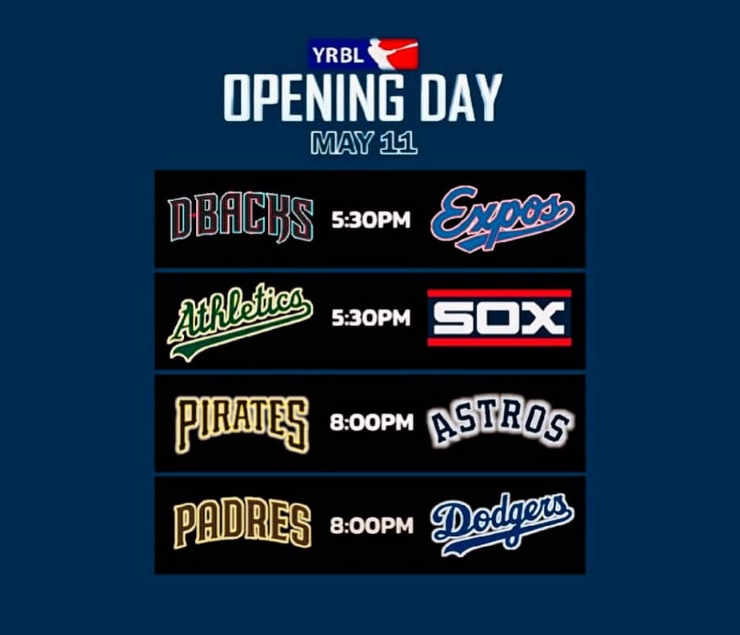 YRBL
OPENING DAY
MAY 11
DBACKS 5:30PM Expos
Athletics 5:30PM SOX
PIRATES 8:00PM ASTROS
PADRES 8:00PM Dodgers